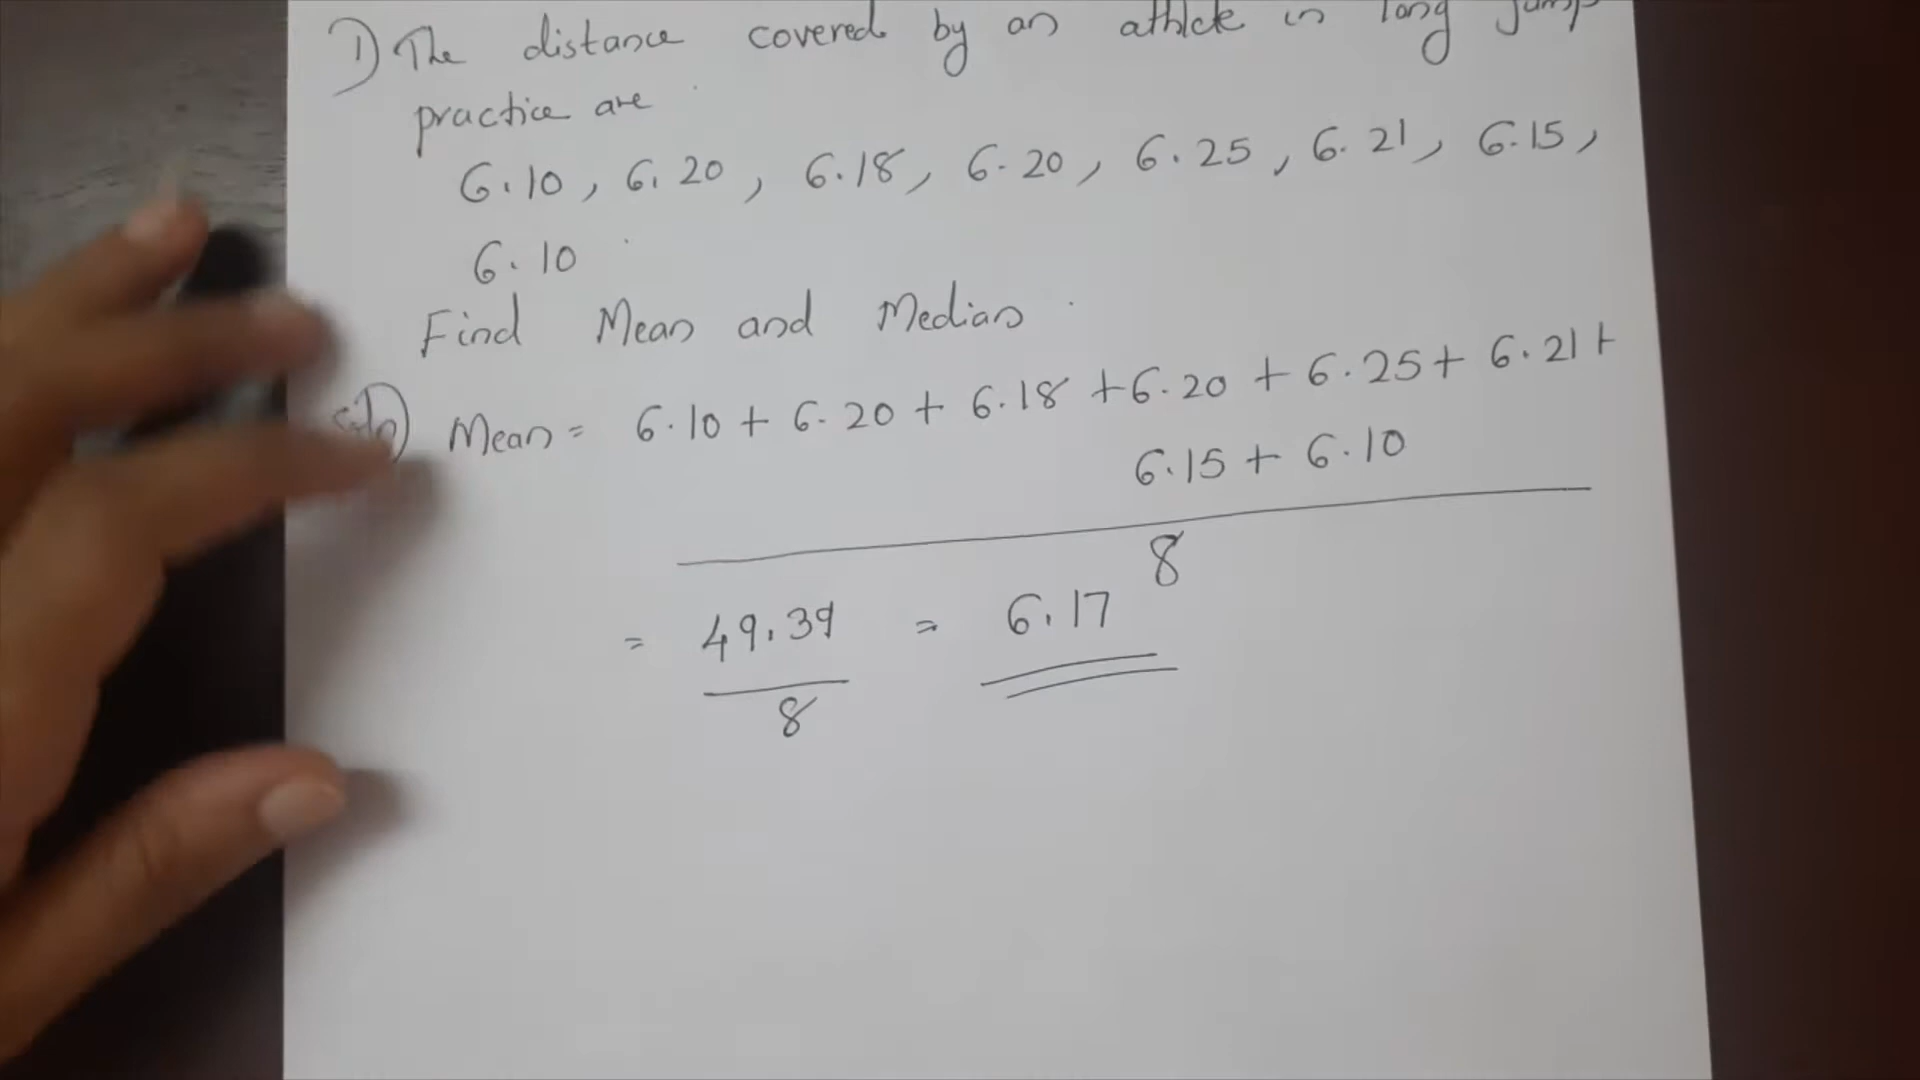 1) The distance covered by an athlete in long jump
practice are
6.10, 6.20, 6.18, 6.20, 6.25, 6.21, 6.15,
6.10
Find Mean and Median.
Mean = 6.10 + 6.20 + 6.18 + 6.20 + 6.25 + 6.21 +
6.15 + 6.10
8
= 49.39 = 6.17
8